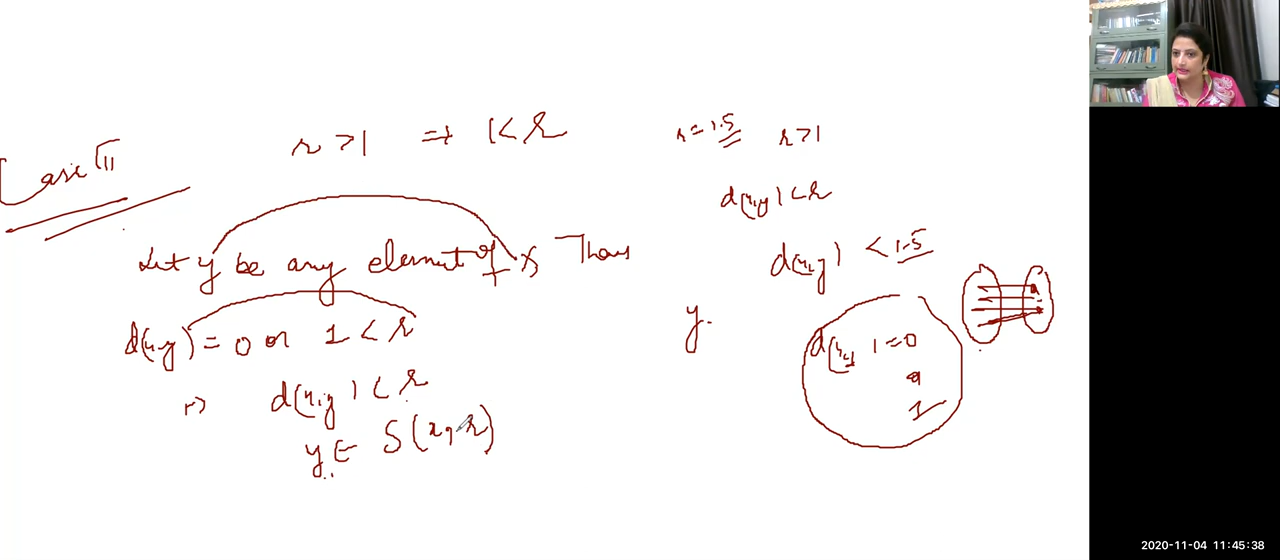 Case III
r > 1 ⇒ 1 < r
Let y be any element of X, Then
d(x,y) = 0 or 1 < r
⇒ d(x,y) < r
y ∈ S(x, r)
r = 1.5 r > 1
d(x,y) < r
d(x,y) < 1.5
y.
d(x,y) = 0
or
1
2020-11-04 11:45:38